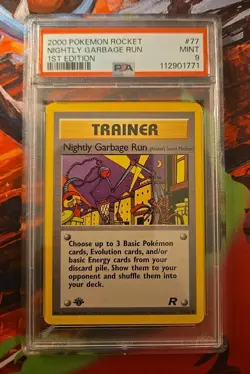 2000 POKEMON ROCKET #77
NIGHTLY GARBAGE RUN MINT
1ST EDITION 9
PSA 112901771
TRAINER
Nightly Garbage Run
Choose up to 3 Basic Pokémon
cards, Evolution cards, and/or
basic Energy cards from your
discard pile. Show them to your
opponent and shuffle them into
your deck.
R